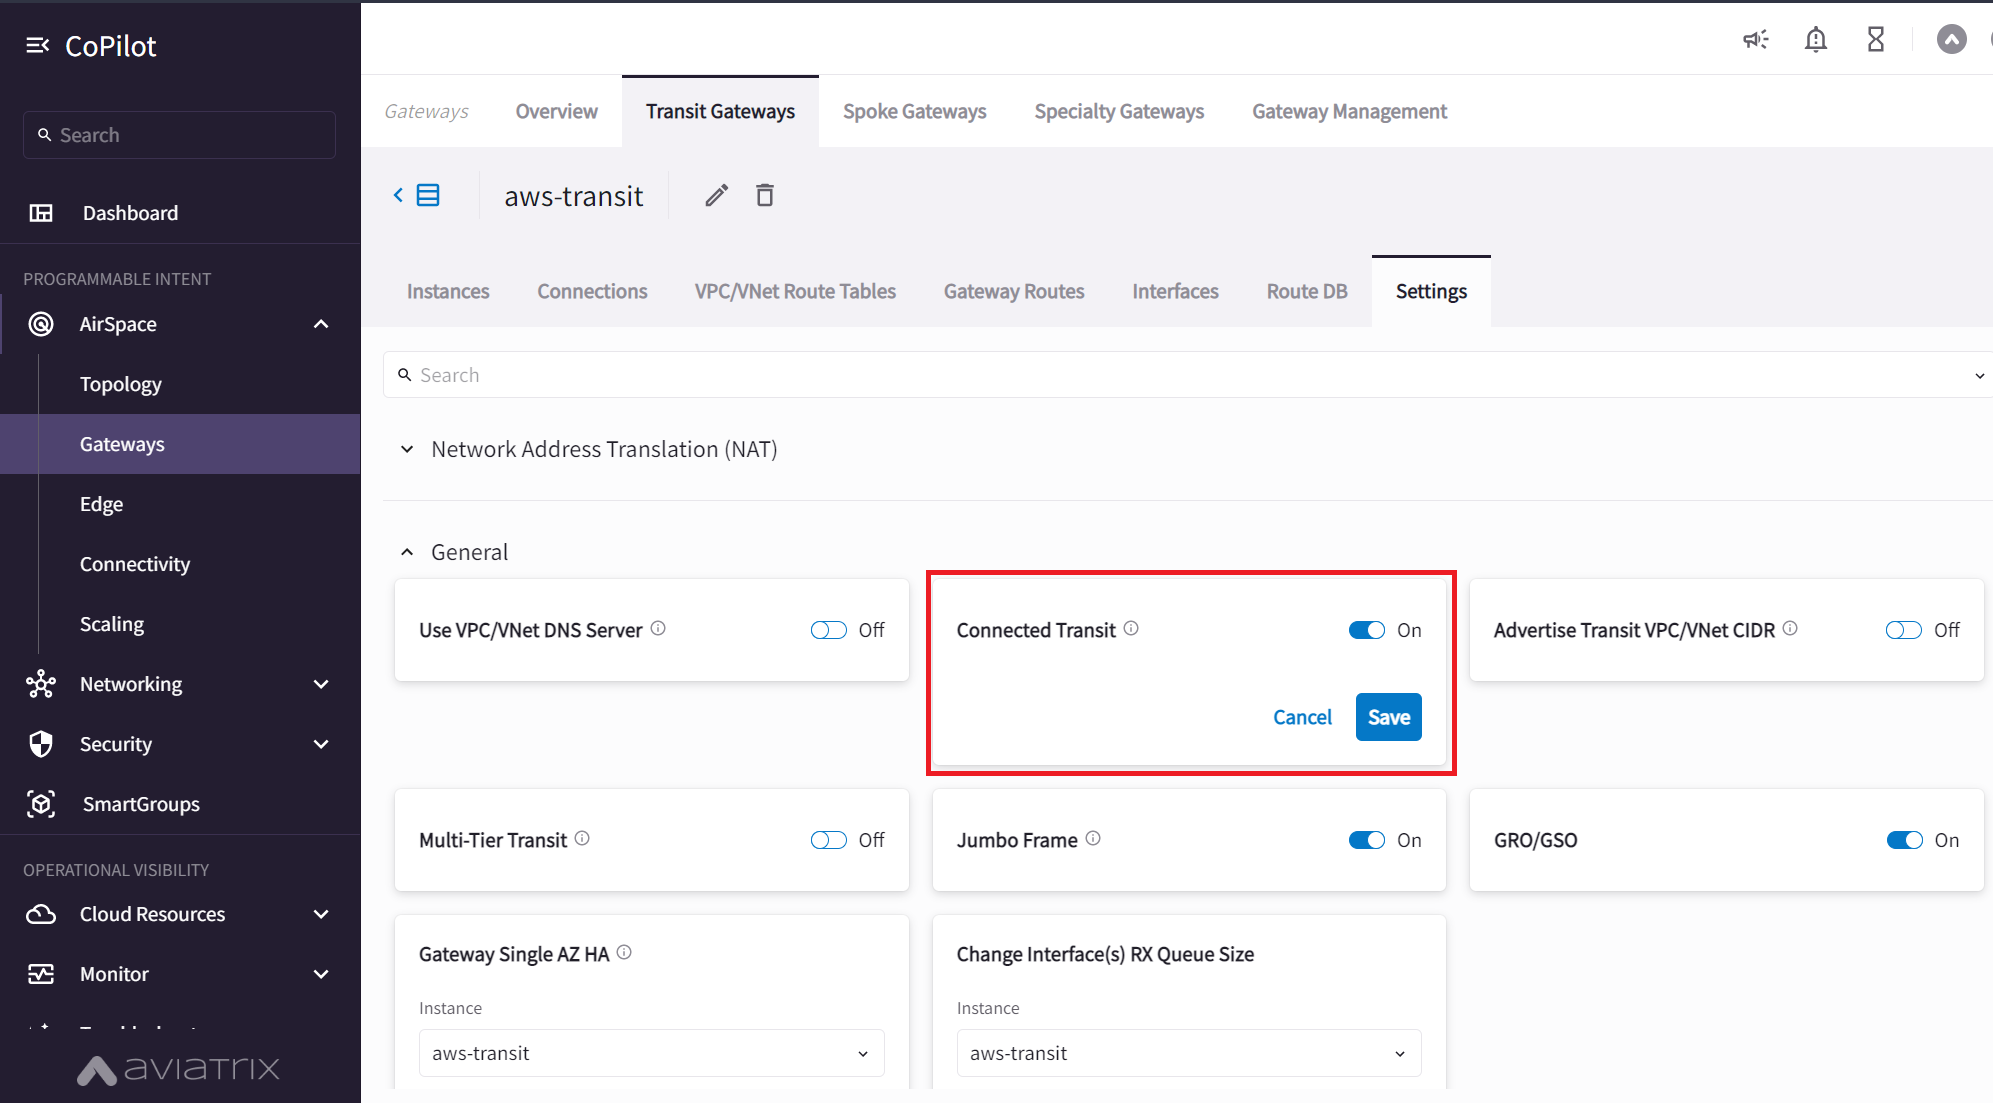 CoPilot
Search
Dashboard
PROGRAMMABLE INTENT
AirSpace
Topology
Gateways
Edge
Connectivity
Scaling
Networking
Security
SmartGroups
OPERATIONAL VISIBILITY
Cloud Resources
Monitor
aviatrix
Gateways Overview Transit Gateways Spoke Gateways Specialty Gateways Gateway Management
aws-transit
Instances Connections VPC/VNet Route Tables Gateway Routes Interfaces Route DB Settings
Search
Network Address Translation (NAT)
General
Use VPC/VNet DNS Server Off
Connected Transit On
Cancel Save
Advertise Transit VPC/VNet CIDR Off
Multi-Tier Transit Off
Jumbo Frame On
GRO/GSO On
Gateway Single AZ HA
Instance
aws-transit
Change Interface(s) RX Queue Size
Instance
aws-transit